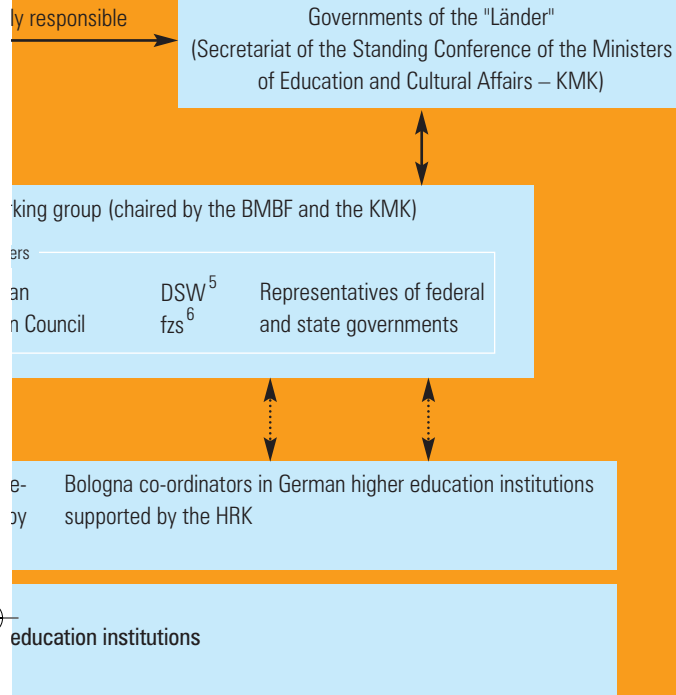 ly responsible
Governments of the "Länder"
(Secretariat of the Standing Conference of the Ministers
of Education and Cultural Affairs – KMK)
rking group (chaired by the BMBF and the KMK)
ers
an DSW 5 Representatives of federal
n Council fzs 6 and state governments
e- Bologna co-ordinators in German higher education institutions
by supported by the HRK
education institutions